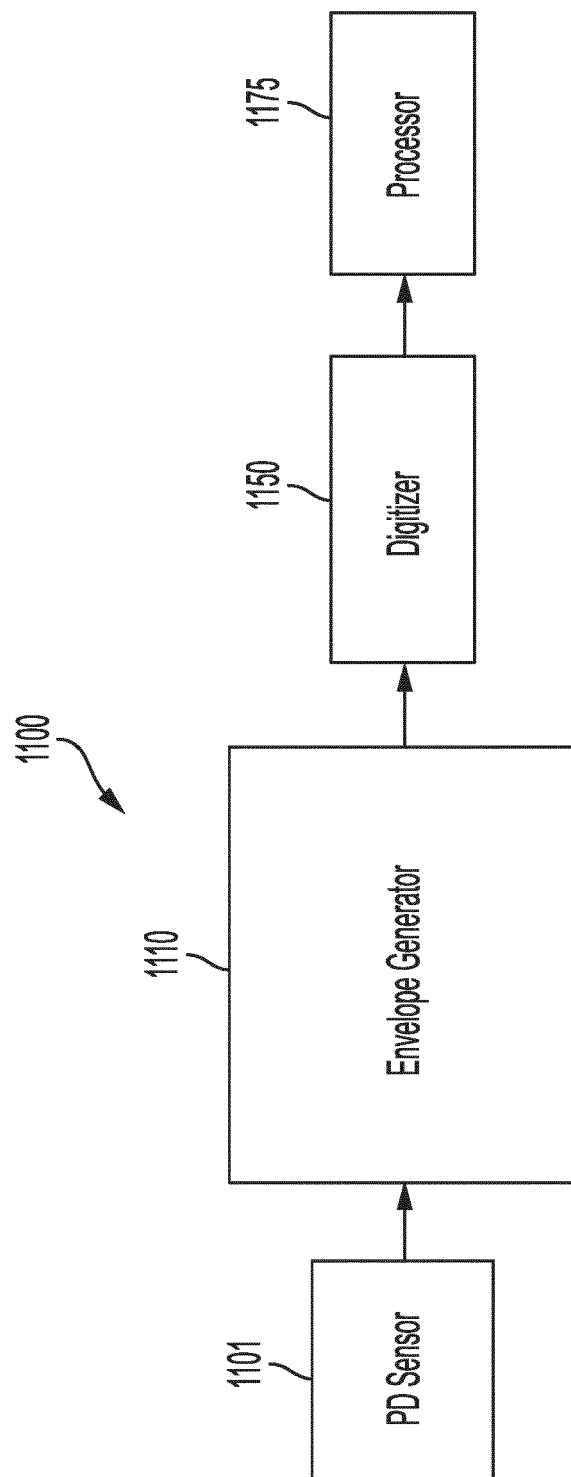 1100
1101
PD Sensor
1110
Envelope Generator
1150
Digitizer
1175
Processor